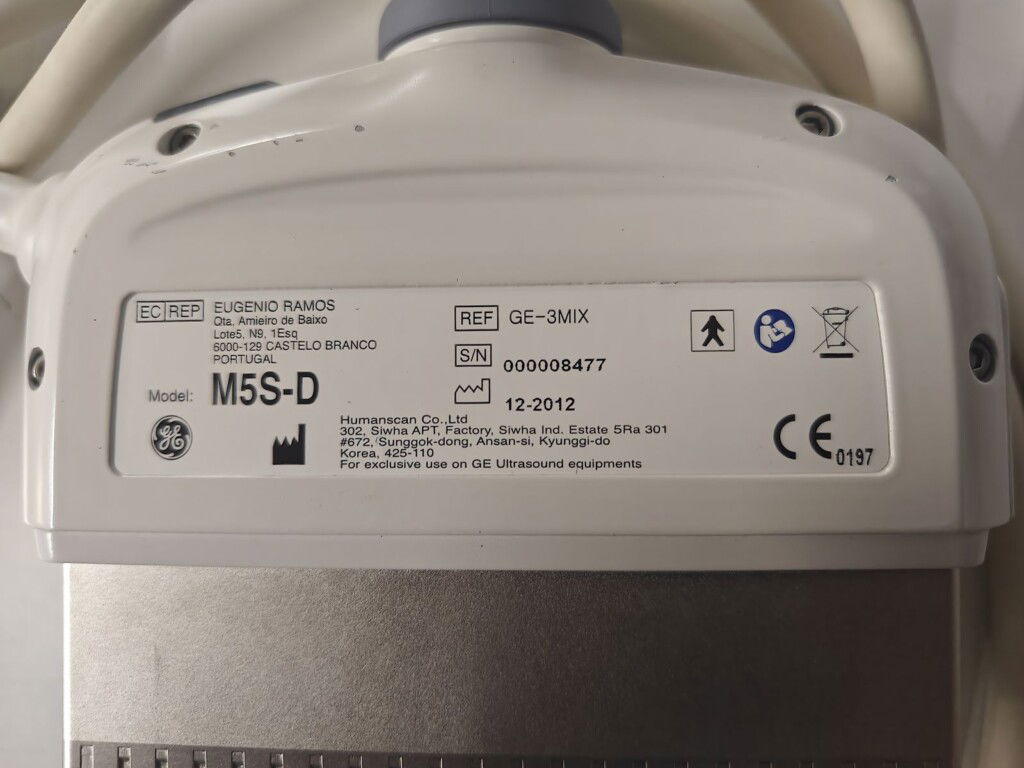 EC REP EUGENIO RAMOS
Qta. Amieiro de Baixo
Lote5, N9, 1Esq
6000-129 CASTELO BRANCO
PORTUGAL
Model: M5S-D
REF GE-3MIX
S/N 000008477
12-2012
GE
Humanscan Co.,Ltd
302, Siwha APT, Factory, Siwha Ind. Estate 5Ra 301
#672, Sunggok-dong, Ansan-si, Kyunggi-do
Korea, 425-110
For exclusive use on GE Ultrasound equipments
CE 0197